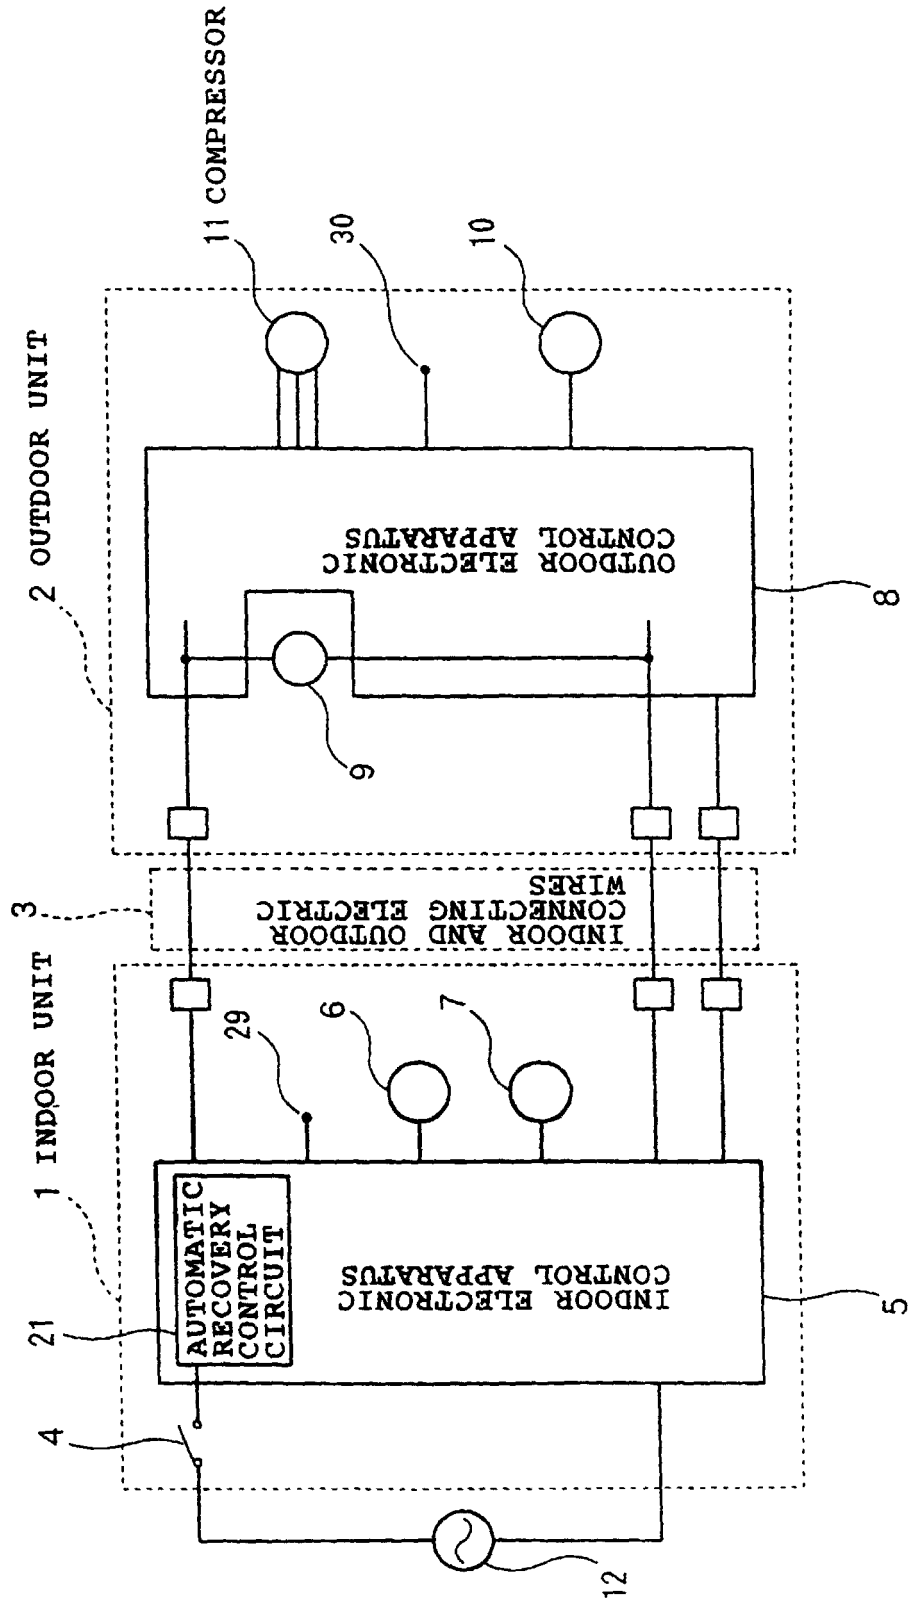 1 INDOOR UNIT
2 OUTDOOR UNIT
3
21
4
AUTOMATIC
RECOVERY
CONTROL
CIRCUIT
INDOOR ELECTRONIC
CONTROL APPARATUS
29
6
7
5
12
INDOOR AND OUTDOOR
CONNECTING ELECTRIC
WIRES
9
OUTDOOR ELECTRONIC
CONTROL APPARATUS
8
11 COMPRESSOR
30
10